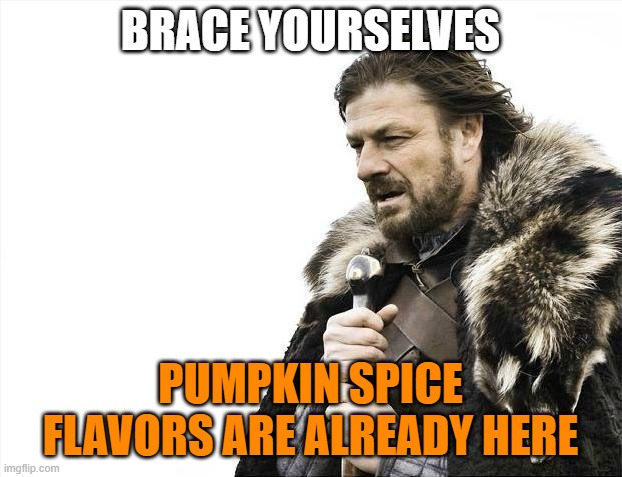 BRACE YOURSELVES
PUMPKIN SPICE
FLAVORS ARE ALREADY HERE
imgflip.com